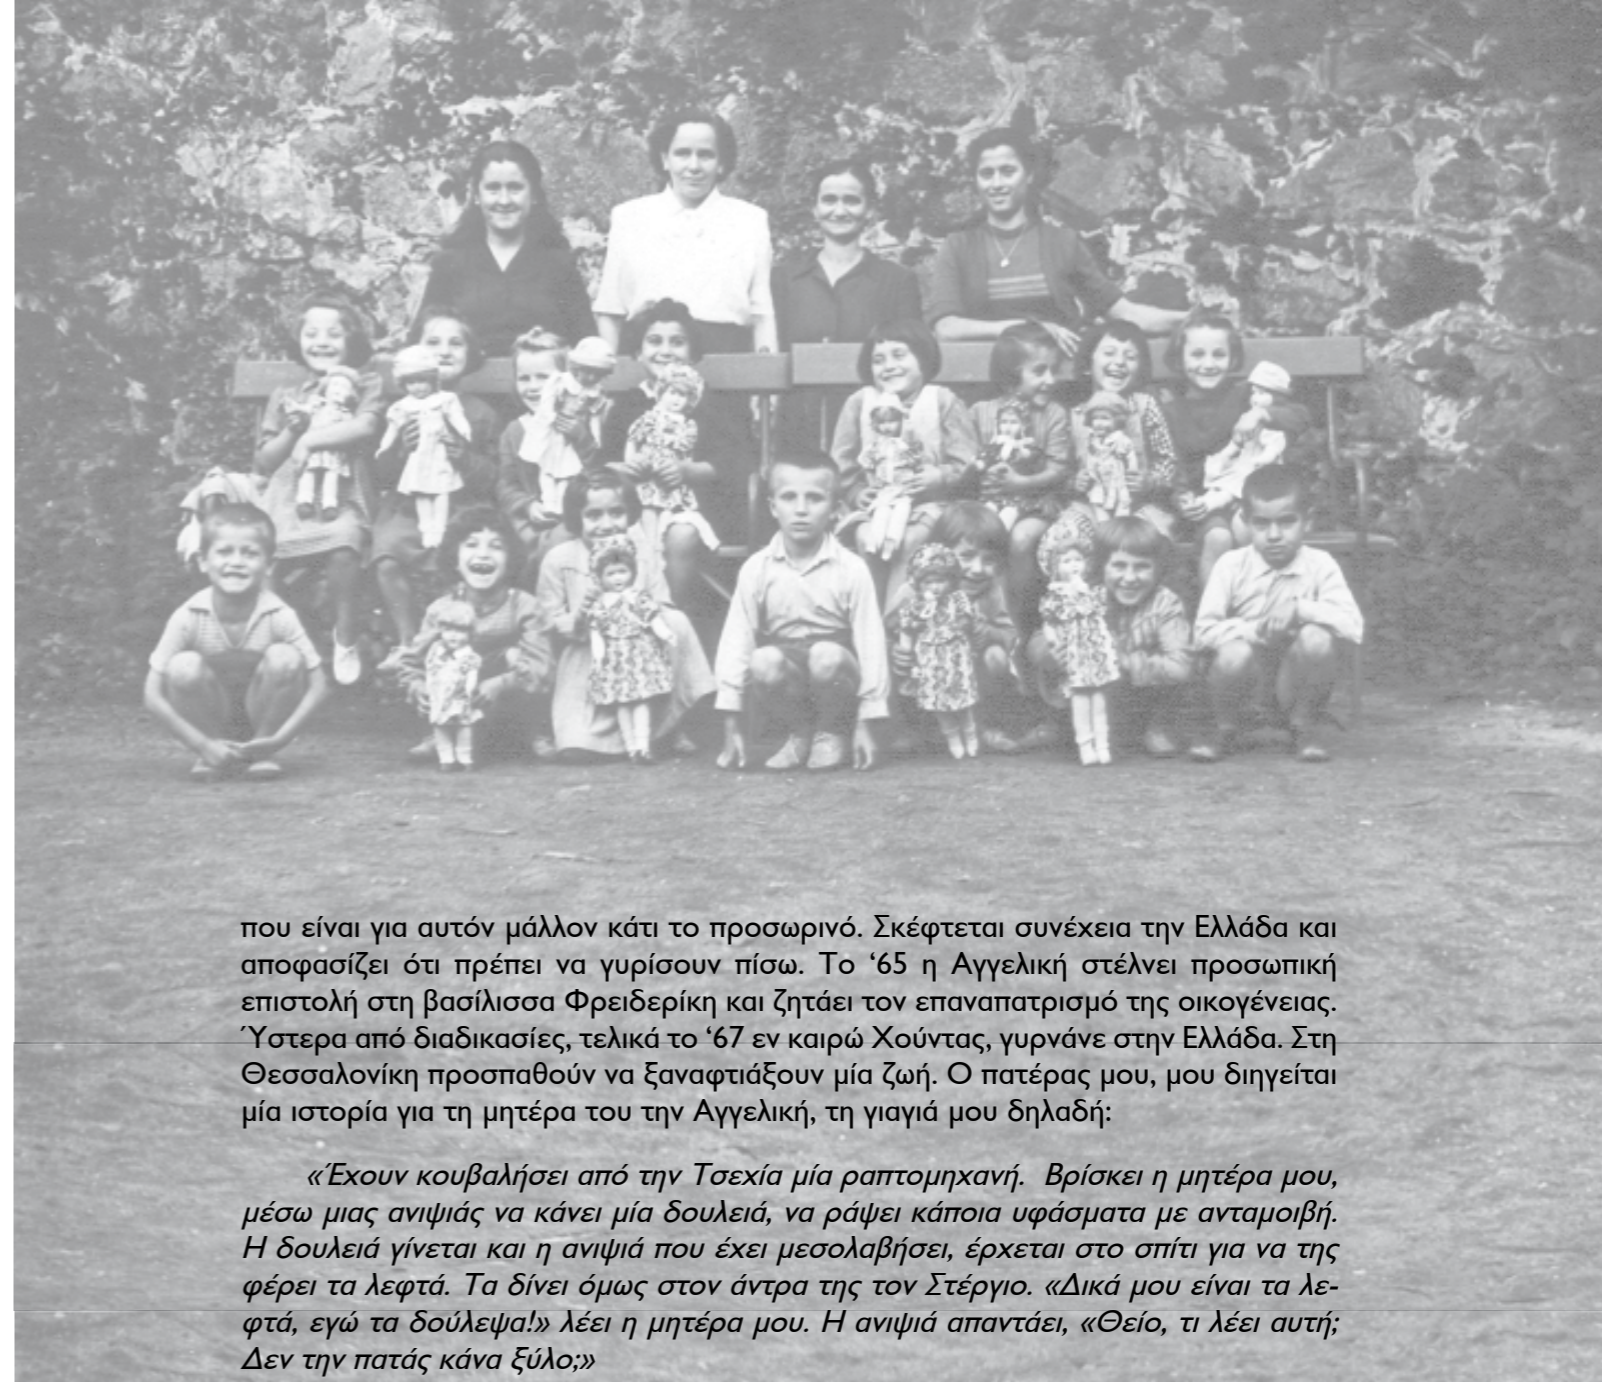 που είναι για αυτόν μάλλον κάτι το προσωρινό. Σκέφτεται συνέχεια την Ελλάδα και
αποφασίζει ότι πρέπει να γυρίσουν πίσω. Το ‘65 η Αγγελική στέλνει προσωπική
επιστολή στη βασίλισσα Φρειδερίκη και ζητάει τον επαναπατρισμό της οικογένειας.
Ύστερα από διαδικασίες, τελικά το ‘67 εν καιρώ Χούντας, γυρνάνε στην Ελλάδα. Στη
Θεσσαλονίκη προσπαθούν να ξαναφτιάξουν μία ζωή. Ο πατέρας μου, μου διηγείται
μία ιστορία για τη μητέρα του την Αγγελική, τη γιαγιά μου δηλαδή:
«Έχουν κουβαλήσει από την Τσεχία μία ραπτομηχανή. Βρίσκει η μητέρα μου,
μέσω μιας ανιψιάς να κάνει μία δουλειά, να ράψει κάποια υφάσματα με ανταμοιβή.
Η δουλειά γίνεται και η ανιψιά που έχει μεσολαβήσει, έρχεται στο σπίτι για να της
φέρει τα λεφτά. Τα δίνει όμως στον άντρα της τον Στέργιο. «Δικά μου είναι τα λε-
φτά, εγώ τα δούλεψα!» λέει η μητέρα μου. Η ανιψιά απαντάει, «Θείο, τι λέει αυτή;
Δεν την πατάς κάνα ξύλο;»